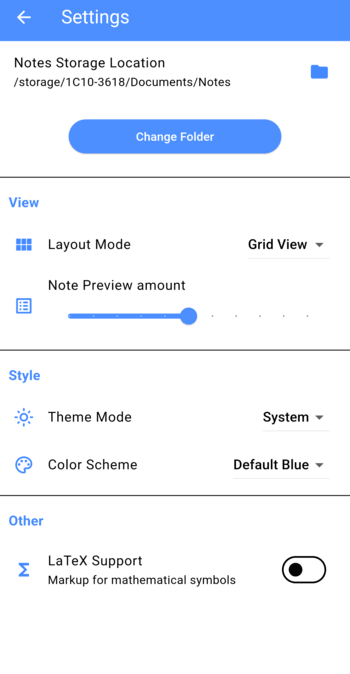 Settings
Notes Storage Location
/storage/1C10-3618/Documents/Notes
Change Folder
View
Layout Mode
Grid View
Note Preview amount
Style
Theme Mode
System
Color Scheme
Default Blue
Other
LaTeX Support
Markup for mathematical symbols